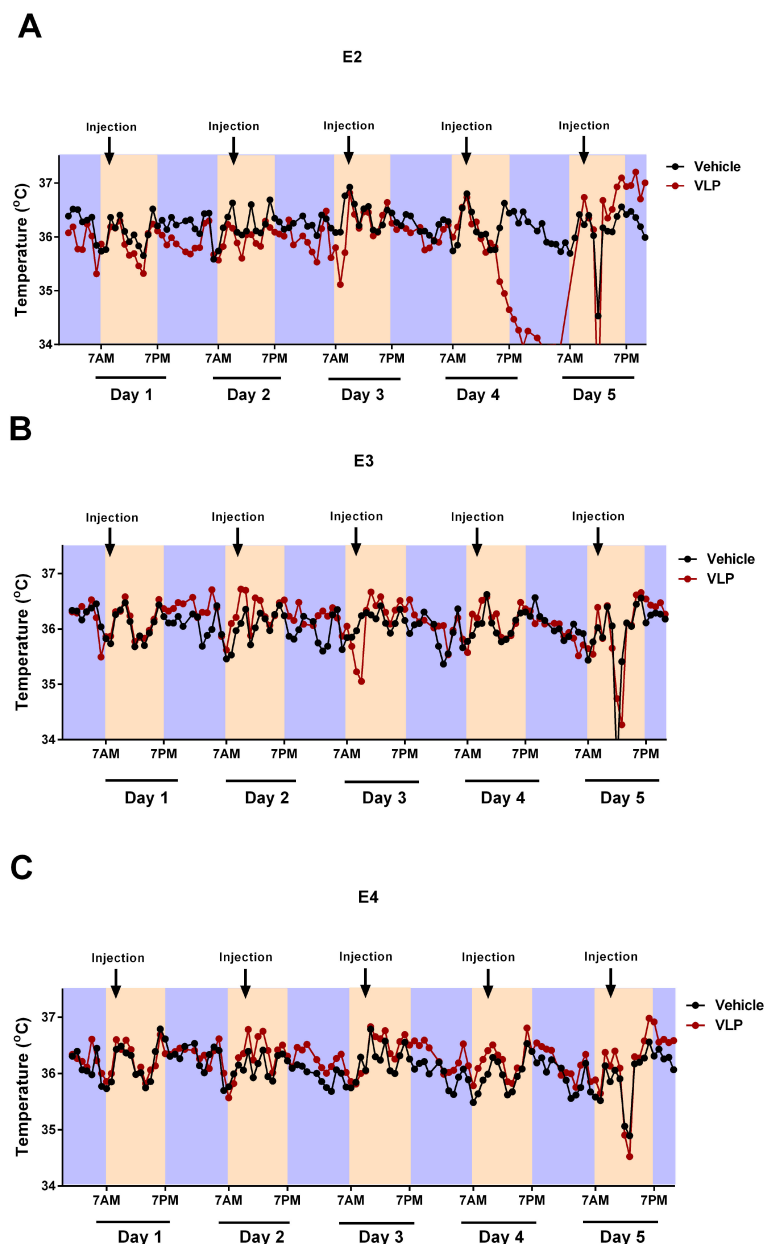 A
E2
Injection Injection Injection Injection Injection
Vehicle
VLP
Temperature (°C)
37
36
35
34
7AM 7PM 7AM 7PM 7AM 7PM 7AM 7PM 7AM 7PM
Day 1 Day 2 Day 3 Day 4 Day 5
B
E3
Injection Injection Injection Injection Injection
Vehicle
VLP
Temperature (°C)
37
36
35
34
7AM 7PM 7AM 7PM 7AM 7PM 7AM 7PM 7AM 7PM
Day 1 Day 2 Day 3 Day 4 Day 5
C
E4
Injection Injection Injection Injection Injection
Vehicle
VLP
Temperature (°C)
37
36
35
34
7AM 7PM 7AM 7PM 7AM 7PM 7AM 7PM 7AM 7PM
Day 1 Day 2 Day 3 Day 4 Day 5